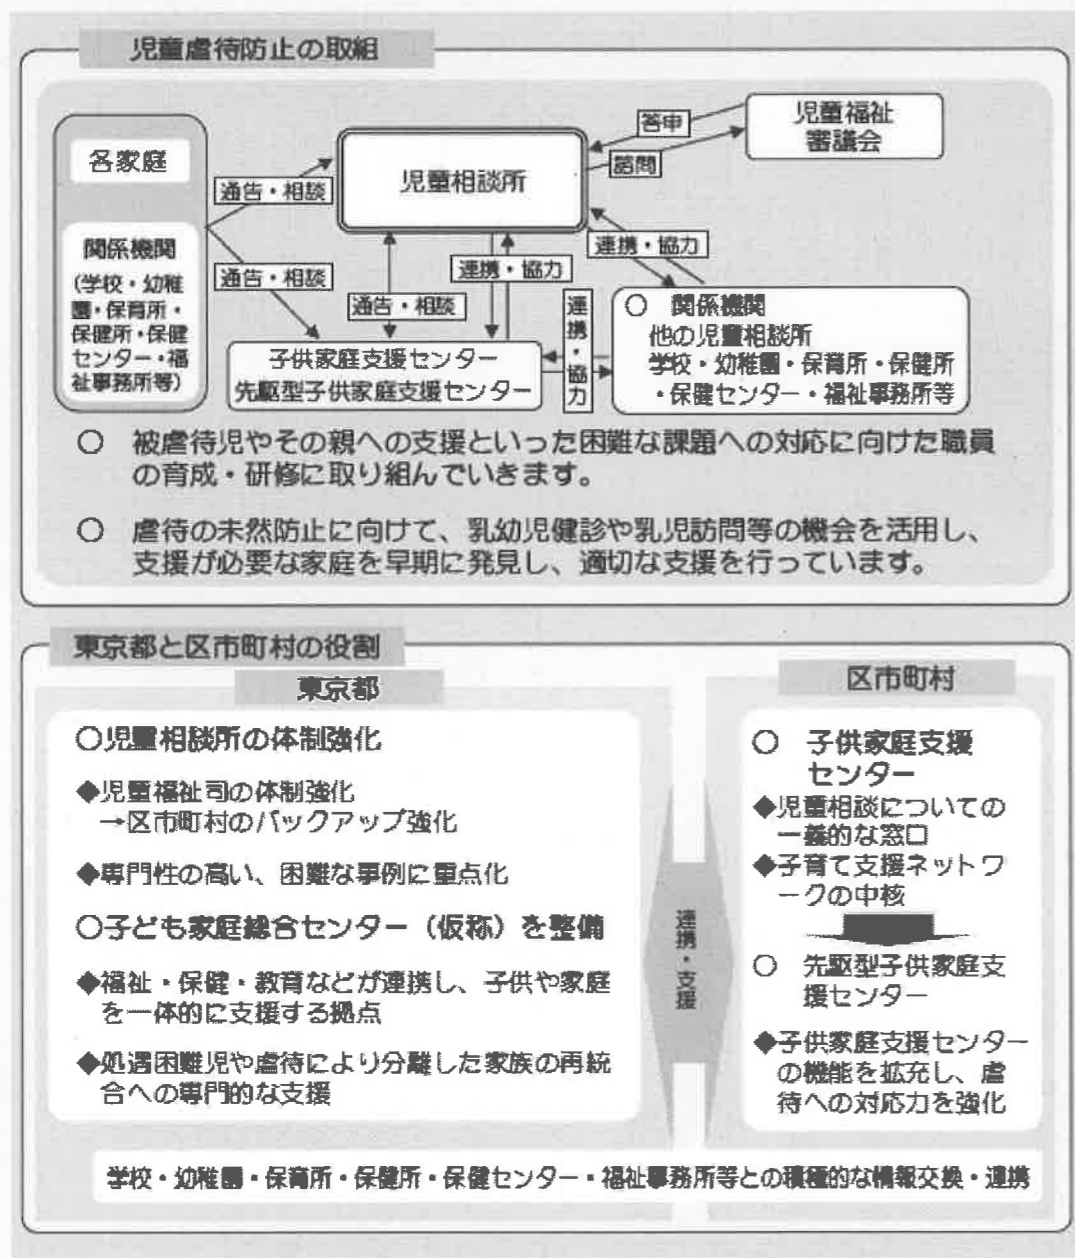 児童虐待防止の取組
各家庭
関係機関
(学校・幼稚
園・保育所・
保健所・保健
センター・福
祉事務所等)
通告・相談
通告・相談
児童相談所
答申
諮問
児童福祉
審議会
通告・相談
連携・協力
連携・協力
連携・協力
子供家庭支援センター
先駆型子供家庭支援センター
○ 関係機関
他の児童相談所
学校・幼稚園・保育所・保健所
・保健センター・福祉事務所等
○ 被虐待児やその親への支援といった困難な課題への対応に向けた職員
の育成・研修に取り組んでいきます。
○ 虐待の未然防止に向けて、乳幼児健診や乳児訪問等の機会を活用し、
支援が必要な家庭を早期に発見し、適切な支援を行っています。
東京都と区市町村の役割
東京都
○児童相談所の体制強化
◆児童福祉司の体制強化
→区市町村のバックアップ強化
◆専門性の高い、困難な事例に重点化
○子ども家庭総合センター(仮称)を整備
◆福祉・保健・教育などが連携し、子供や家庭
を一体的に支援する拠点
◆処遇困難児や虐待により分離した家族の再統
合への専門的な支援
連携・支援
区市町村
○ 子供家庭支援
センター
◆児童相談についての
一義的な窓口
◆子育て支援ネットワ
ークの中核
○ 先駆型子供家庭支
援センター
◆子供家庭支援センター
の機能を拡充し、虐
待への対応力を強化
学校・幼稚園・保育所・保健所・保健センター・福祉事務所等との積極的な情報交換・連携